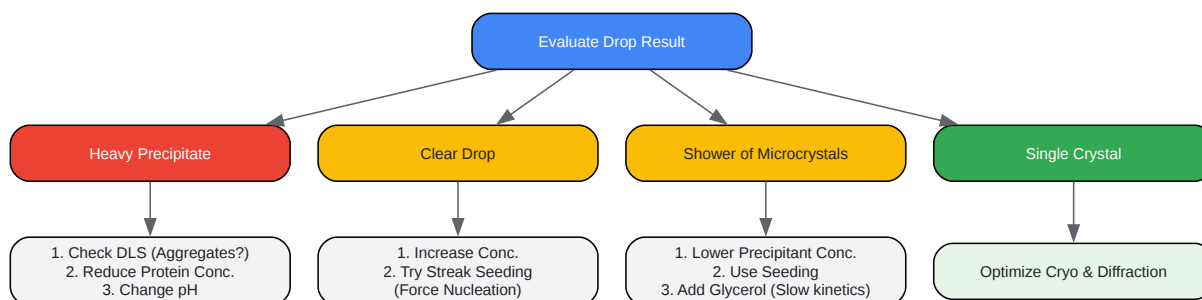 Evaluate Drop Result
Heavy Precipitate
Clear Drop
Shower of Microcrystals
Single Crystal
1. Check DLS (Aggregates?)
2. Reduce Protein Conc.
3. Change pH
1. Increase Conc.
2. Try Streak Seeding
(Force Nucleation)
1. Lower Precipitant Conc.
2. Use Seeding
3. Add Glycerol (Slow kinetics)
Optimize Cryo & Diffraction